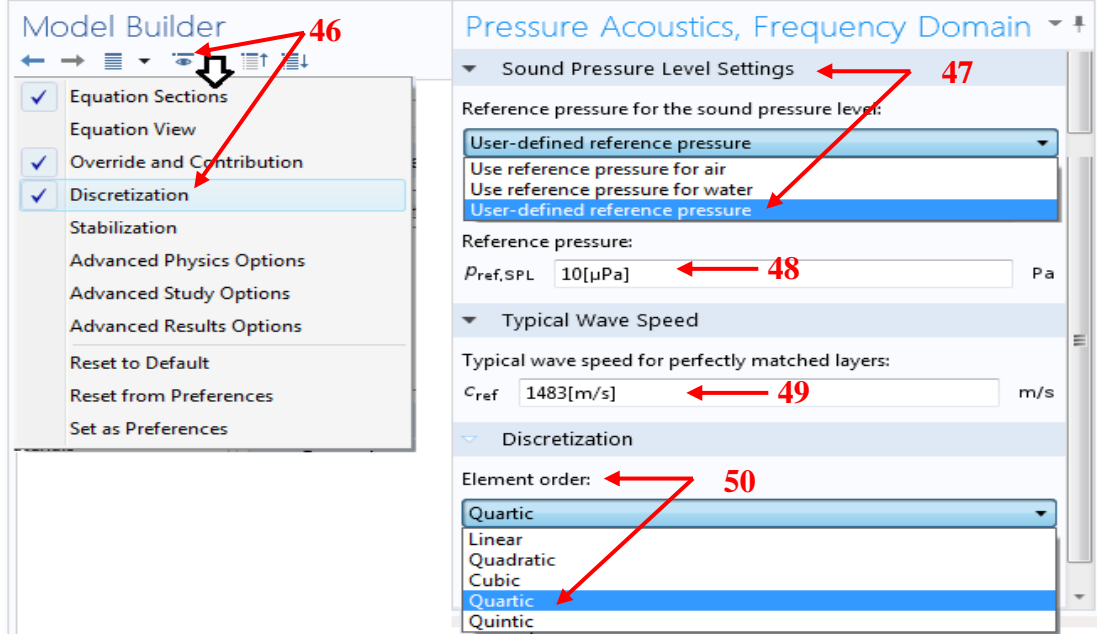 Model Builder
46
Equation Sections
Equation View
Override and Contribution
Discretization
Stabilization
Advanced Physics Options
Advanced Study Options
Advanced Results Options
Reset to Default
Reset from Preferences
Set as Preferences
Pressure Acoustics, Frequency Domain
Sound Pressure Level Settings
47
Reference pressure for the sound pressure level:
User-defined reference pressure
Use reference pressure for air
Use reference pressure for water
User-defined reference pressure
Reference pressure:
Pref,SPL 10[µPa] 48 Pa
Typical Wave Speed
Typical wave speed for perfectly matched layers:
Cref 1483[m/s] 49 m/s
Discretization
Element order: 50
Quartic
Linear
Quadratic
Cubic
Quartic
Quintic